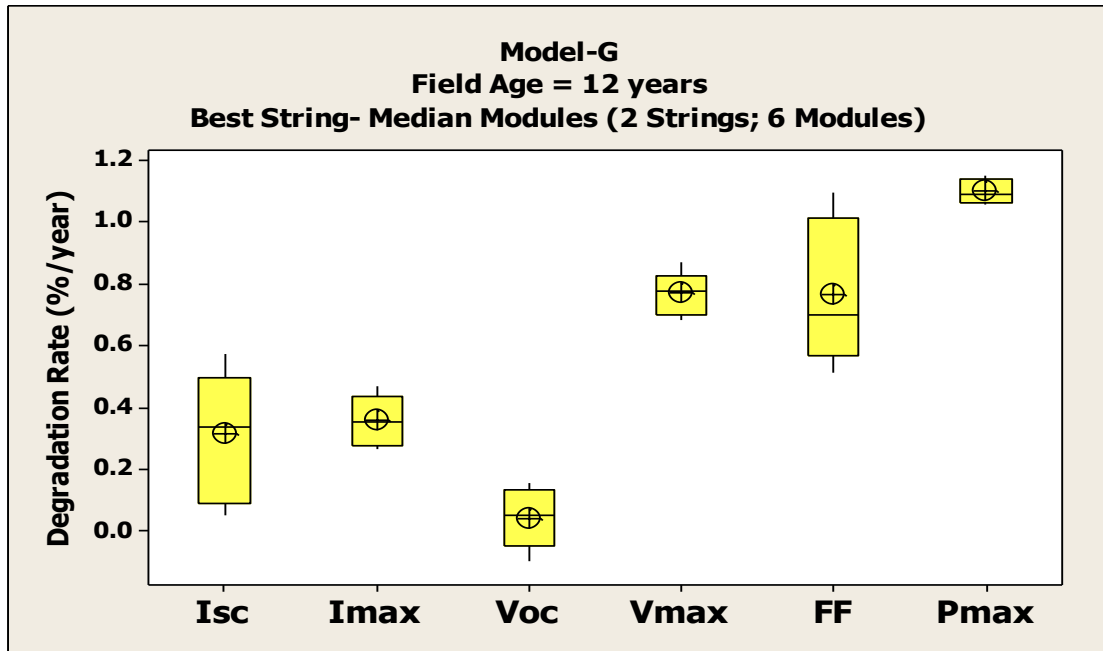 Model-G
Field Age = 12 years
Best String- Median Modules (2 Strings; 6 Modules)
Degradation Rate (%/year)
1.2
1.0
0.8
0.6
0.4
0.2
0.0
Isc Imax Voc Vmax FF Pmax